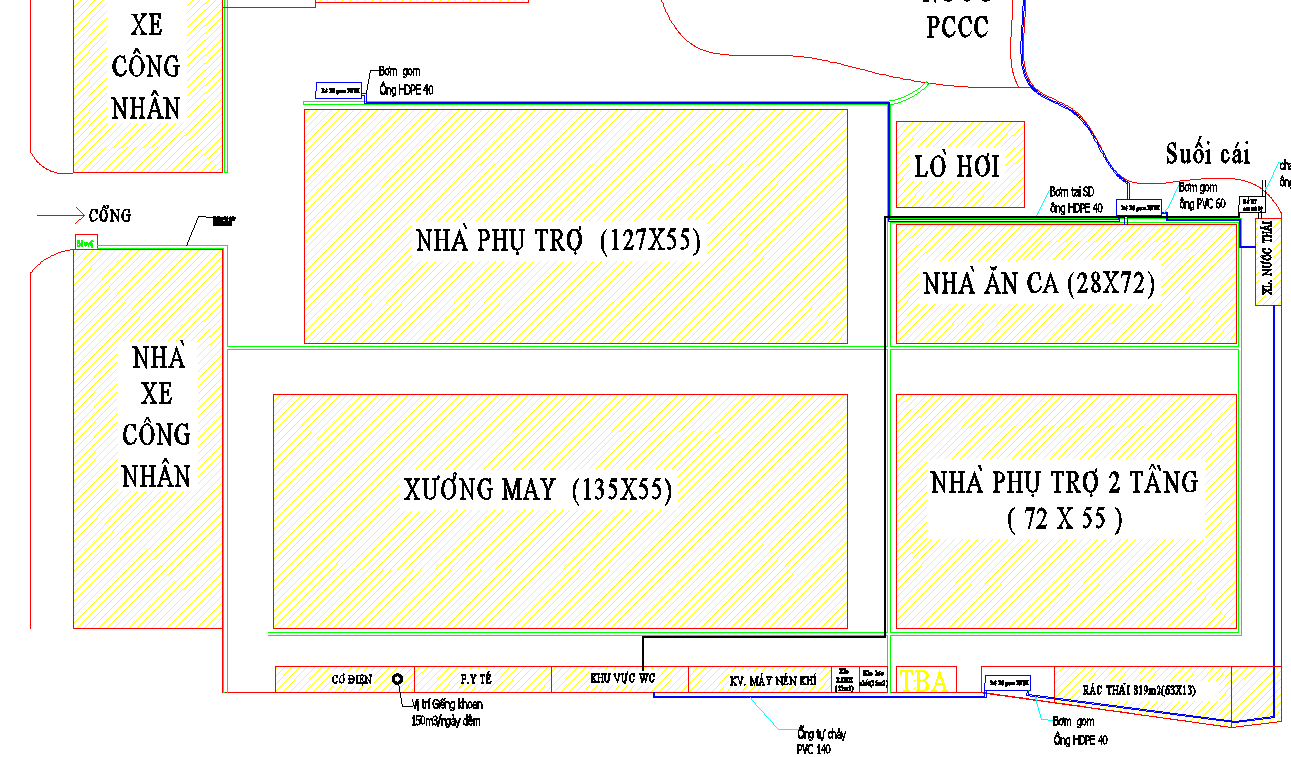 PCCC
XE
CÔNG
NHÂN
Bơm gom
ống HDPE 40
LÒ HƠI
Suối cái
CỔNG
Bơm tái SD
ống HDPE 40
Bơm gom
ống PVC 60
NHÀ PHỤ TRỢ (127X55)
NHÀ ĂN CA (28X72)
XL. NƯỚC THẢI
NHÀ
XE
CÔNG
NHÂN
XƯỞNG MAY (135X55)
NHÀ PHỤ TRỢ 2 TẦNG
( 72 X 55 )
CƠ ĐIỆN
P.Y TẾ
KHU VỰC WC
KV. MÁY NÉN KHÍ
TBA
RÁC THẢI 819m2(63X13)
Vị trí Giếng khoan
150m3/ngày đêm
Ống tự chảy
PVC 140
Bơm gom
ống HDPE 40